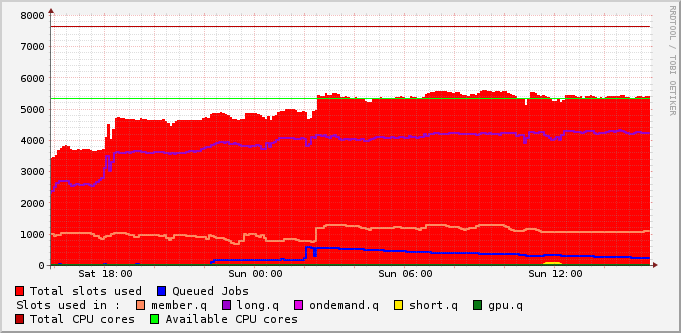 8000
7000
6000
5000
4000
3000
2000
1000
0
Sat 18:00 Sun 00:00 Sun 06:00 Sun 12:00
Total slots used Queued Jobs
Slots used in : member.q long.q ondemand.q short.q gpu.q
Total CPU cores Available CPU cores
RRDTOOL / TOBI OETIKER